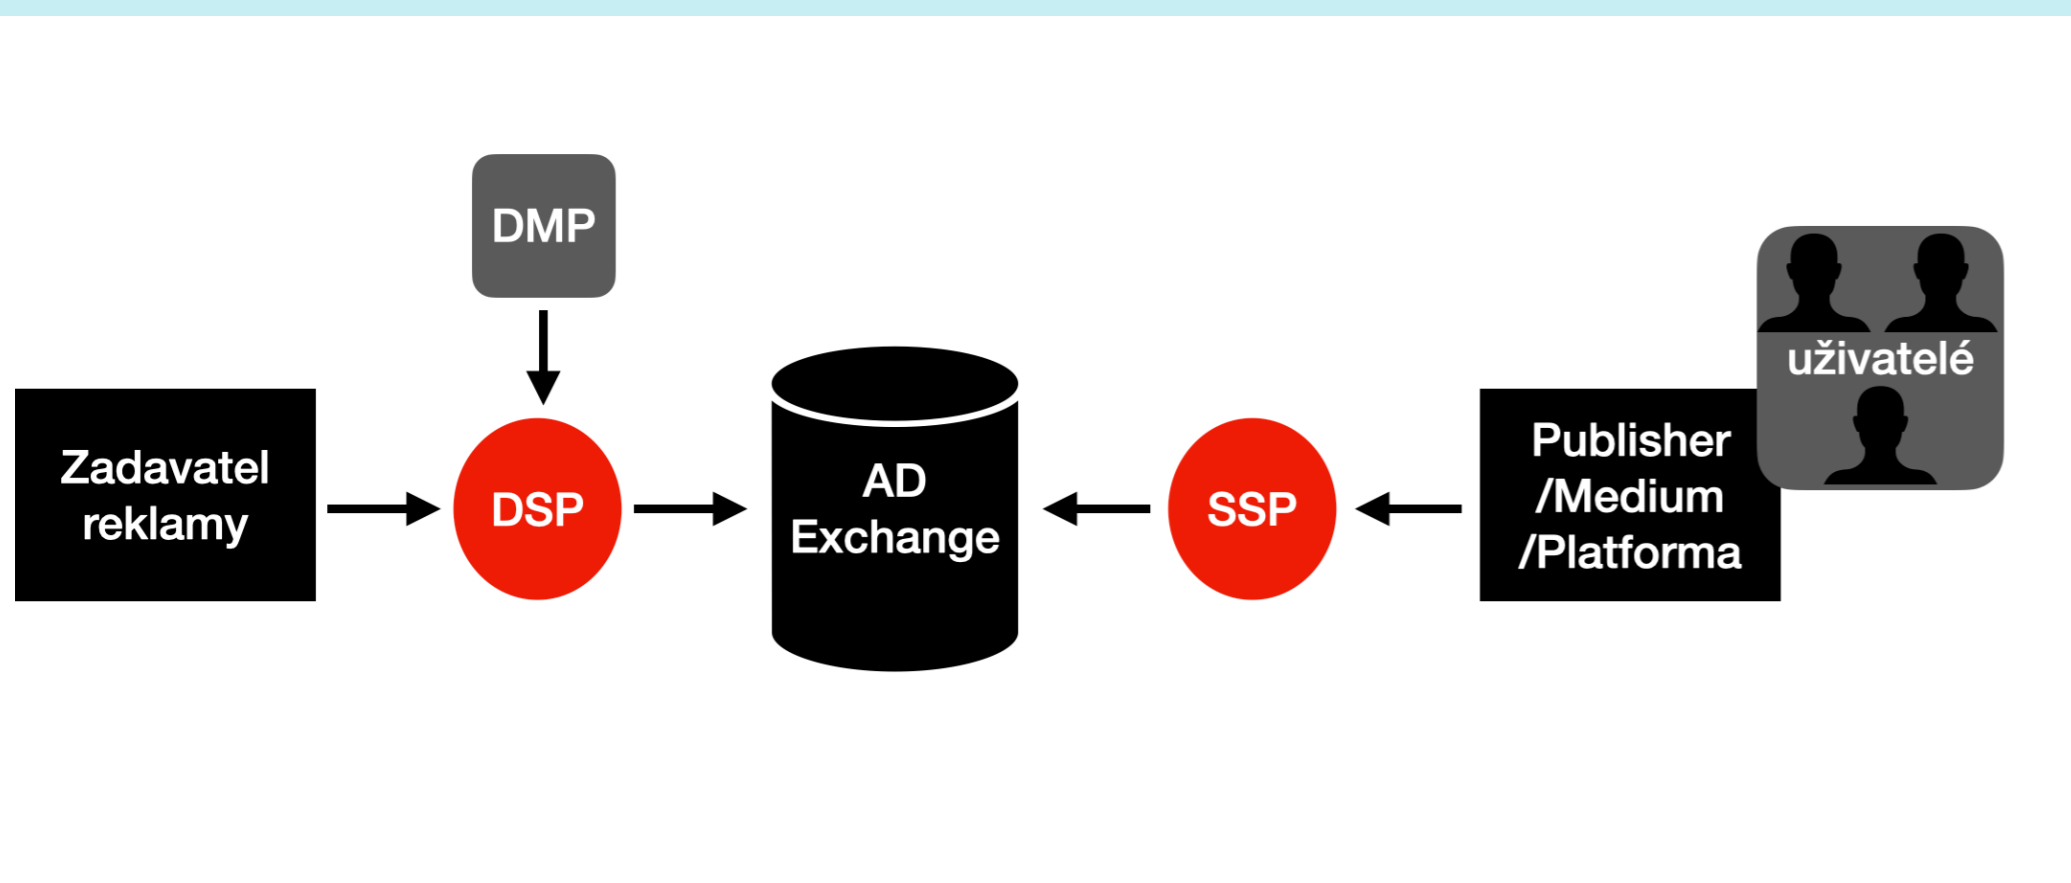 DMP
Zadavatel
reklamy
DSP
AD
Exchange
SSP
Publisher
/Medium
/Platforma
uživatelé